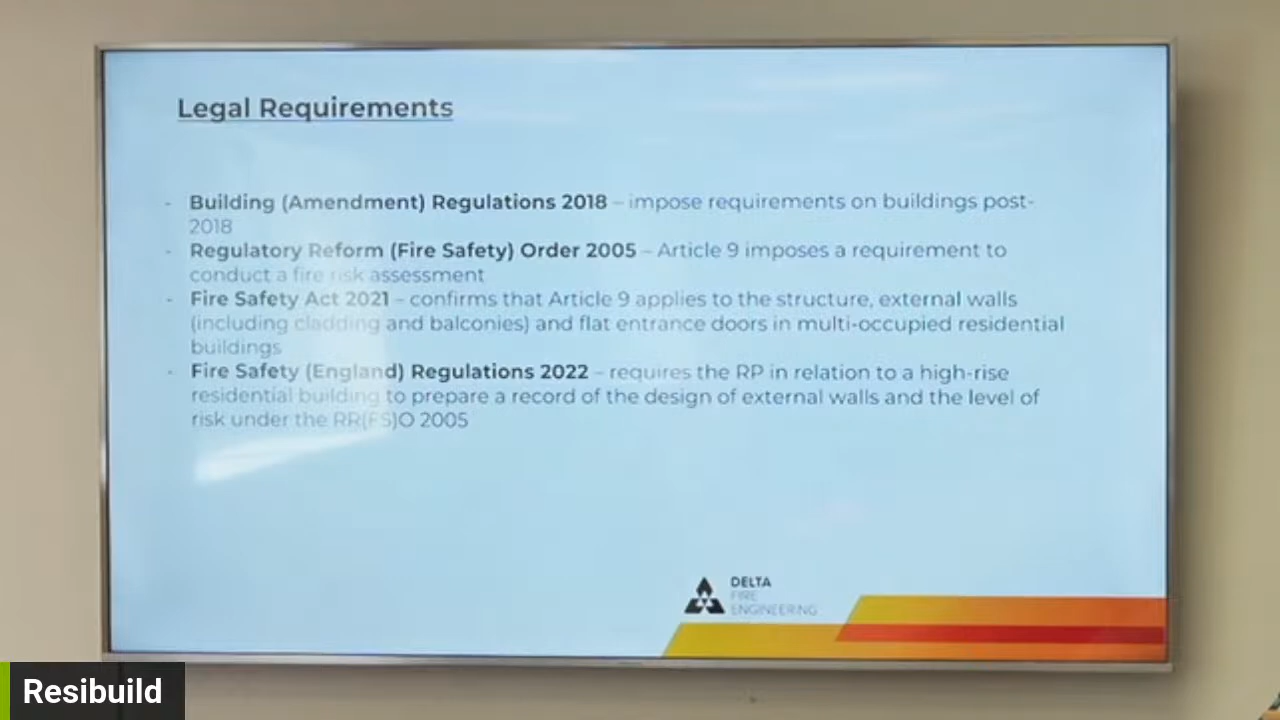 Legal Requirements
- Building (Amendment) Regulations 2018 – impose requirements on buildings post-
2018
- Regulatory Reform (Fire Safety) Order 2005 – Article 9 imposes a requirement to
conduct a fire risk assessment
- Fire Safety Act 2021 – confirms that Article 9 applies to the structure, external walls
(including cladding and balconies) and flat entrance doors in multi-occupied residential
buildings
- Fire Safety (England) Regulations 2022 – requires the RP in relation to a high-rise
residential building to prepare a record of the design of external walls and the level of
risk under the RR(FS)O 2005
DELTA
FIRE
ENGINEERING
Resibuild